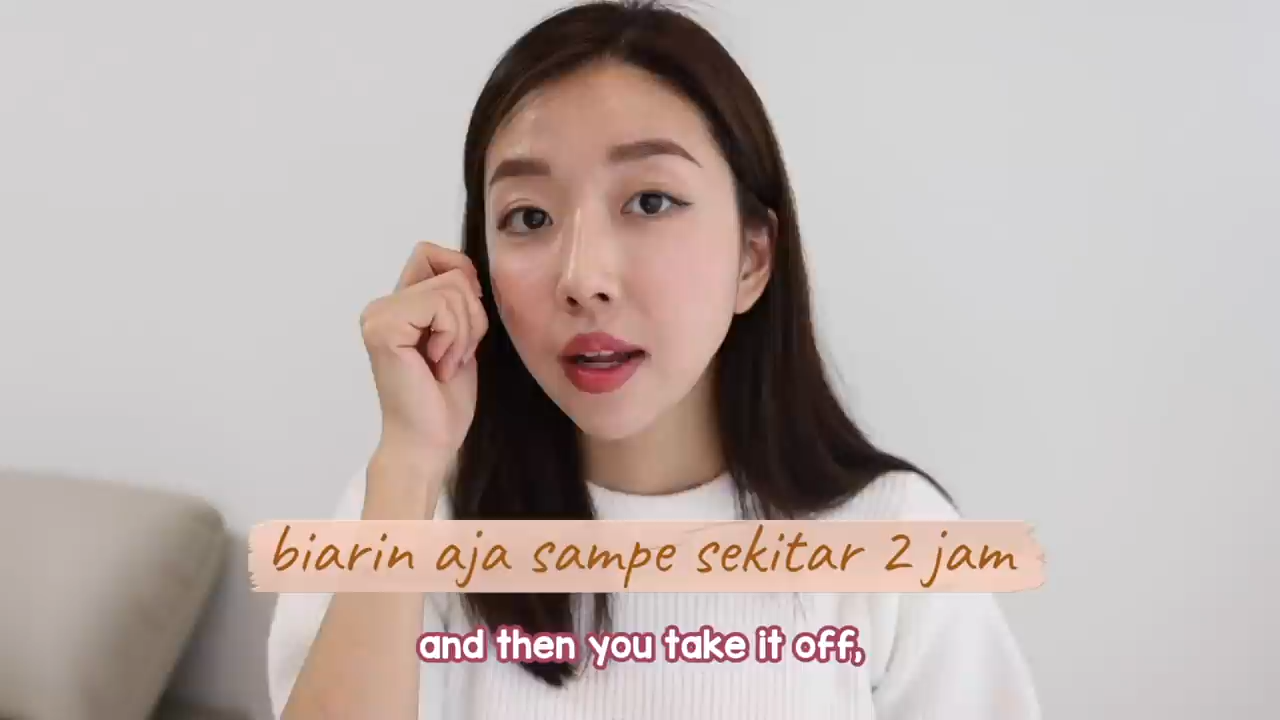 biarin aja sampe sekitar 2 jam
and then you take it off,